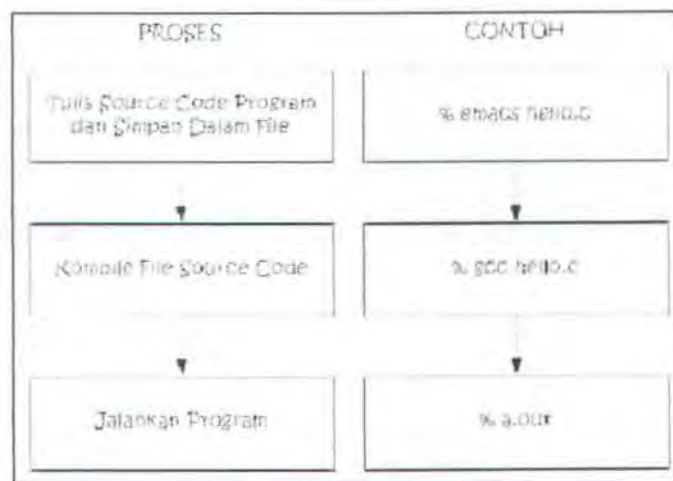 PROSES
CONTOH
Tulis Source Code Program
dan Simpan Dalam File
% emacs hello.c
Kompile File Source Code
% gcc hello.c
Jalankan Program
% a.out